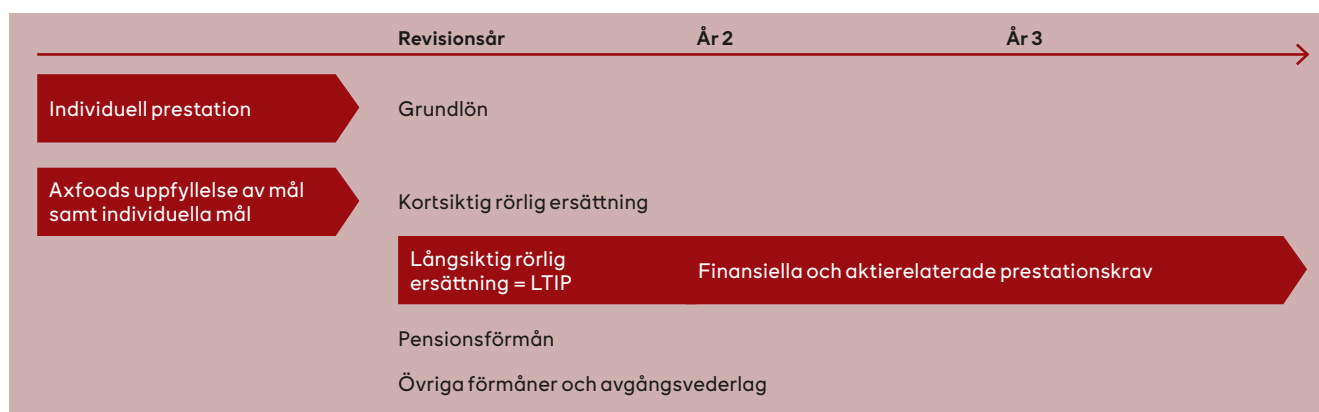 Revisionsår År 2 År 3
Individuell prestation Grundlön
Axfoods uppfyllelse av mål
samt individuella mål
Kortsiktig rörlig ersättning
Långsiktig rörlig
ersättning = LTIP
Finansiella och aktierelaterade prestationskrav
Pensionsförmån
Övriga förmåner och avgångsvederlag